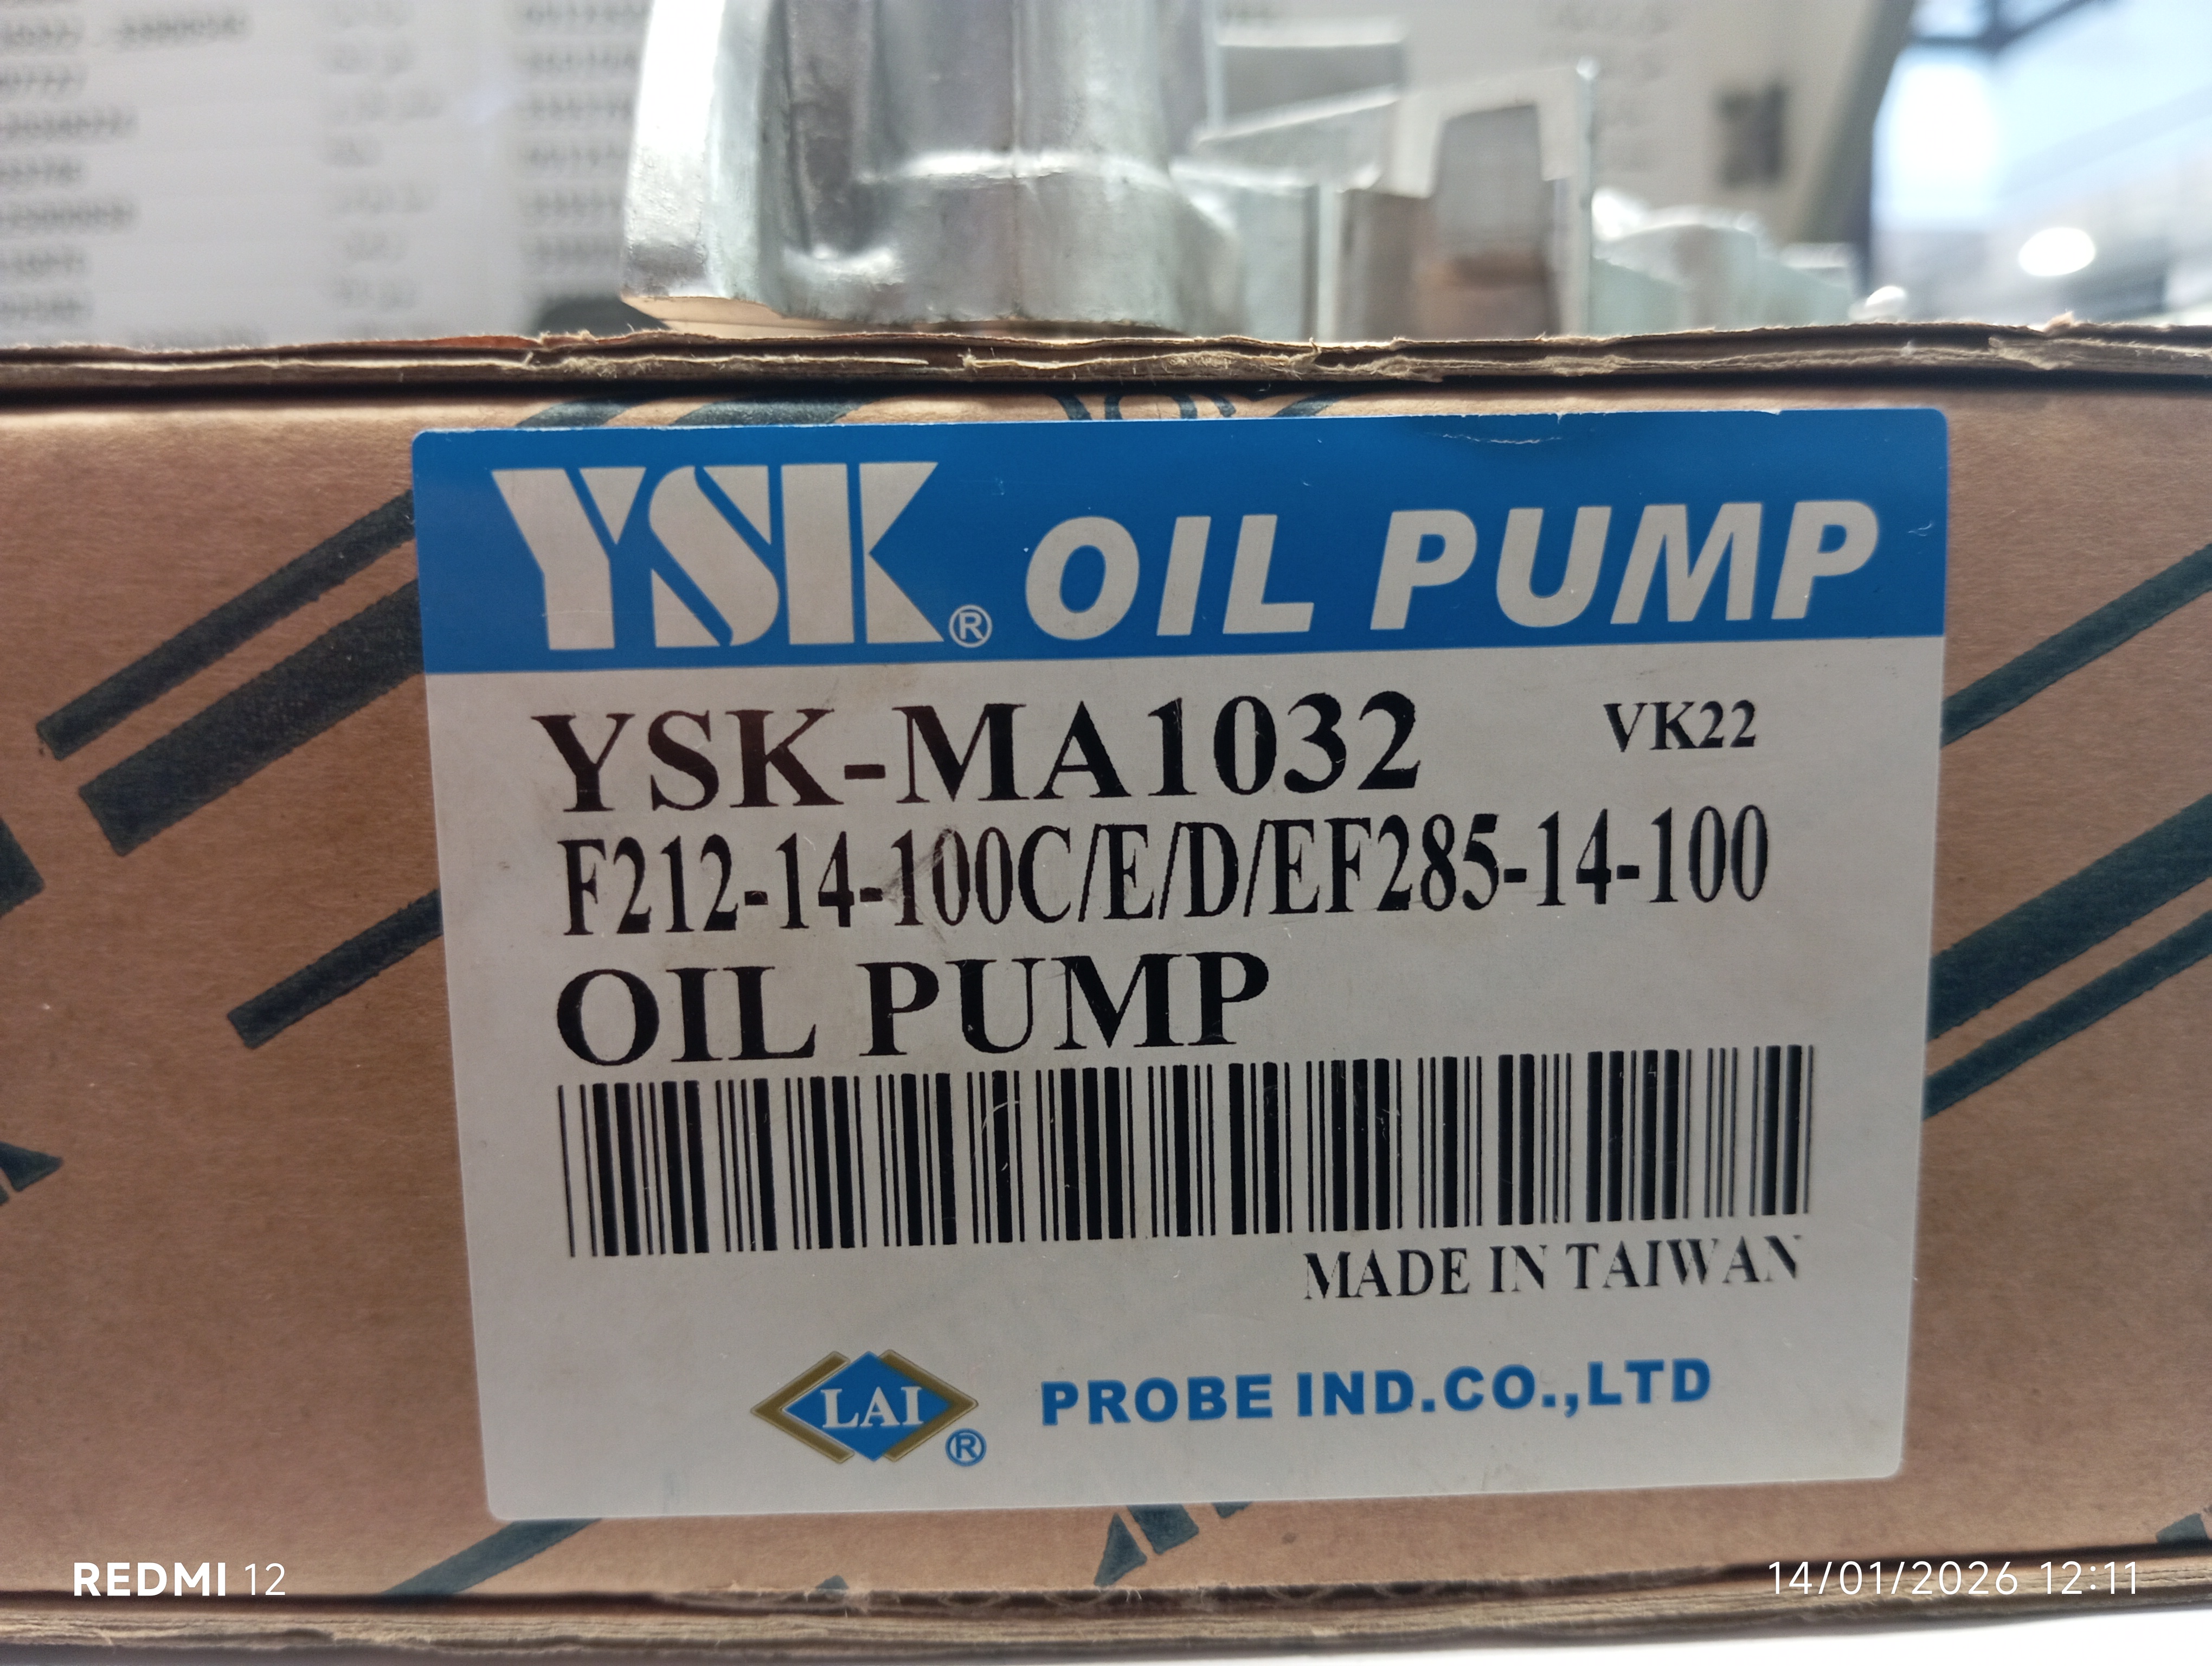 YSK® OIL PUMP
YSK-MA1032 VK22
F212-14-100C/E/D/EF285-14-100
OIL PUMP
MADE IN TAIWAN
LAI® PROBE IND.CO.,LTD
REDMI 12 14/01/2026 12:11